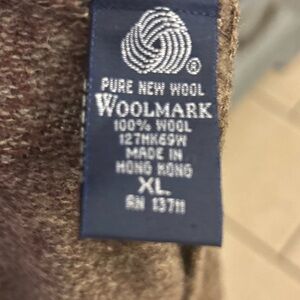 ®
PURE NEW WOOL
WOOLMARK
100% WOOL
127MK69W
MADE IN
HONG KONG
XL
RN 13711